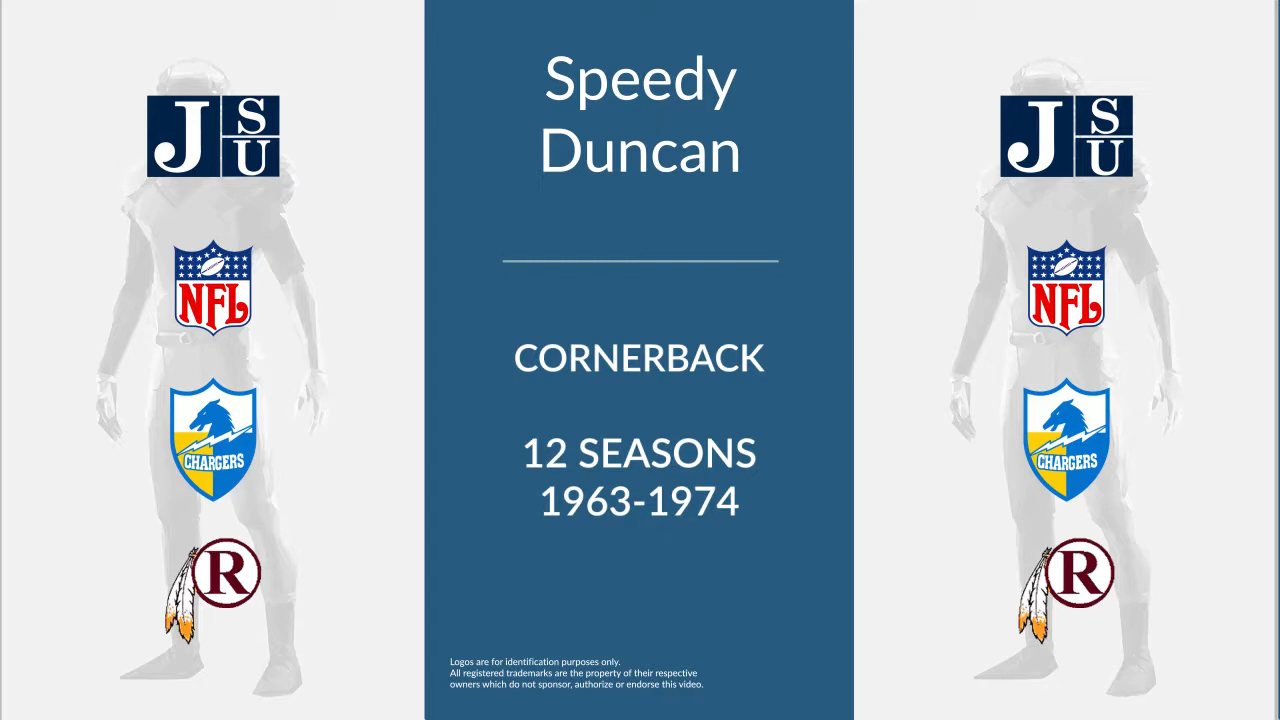 Speedy
Duncan
CORNERBACK
12 SEASONS
1963-1974
Logos are for identification purposes only.
All registered trademarks are the property of their respective
owners which do not sponsor, authorize or endorse this video.
J S
U
NFL
CHARGERS
R
J S
U
NFL
CHARGERS
R